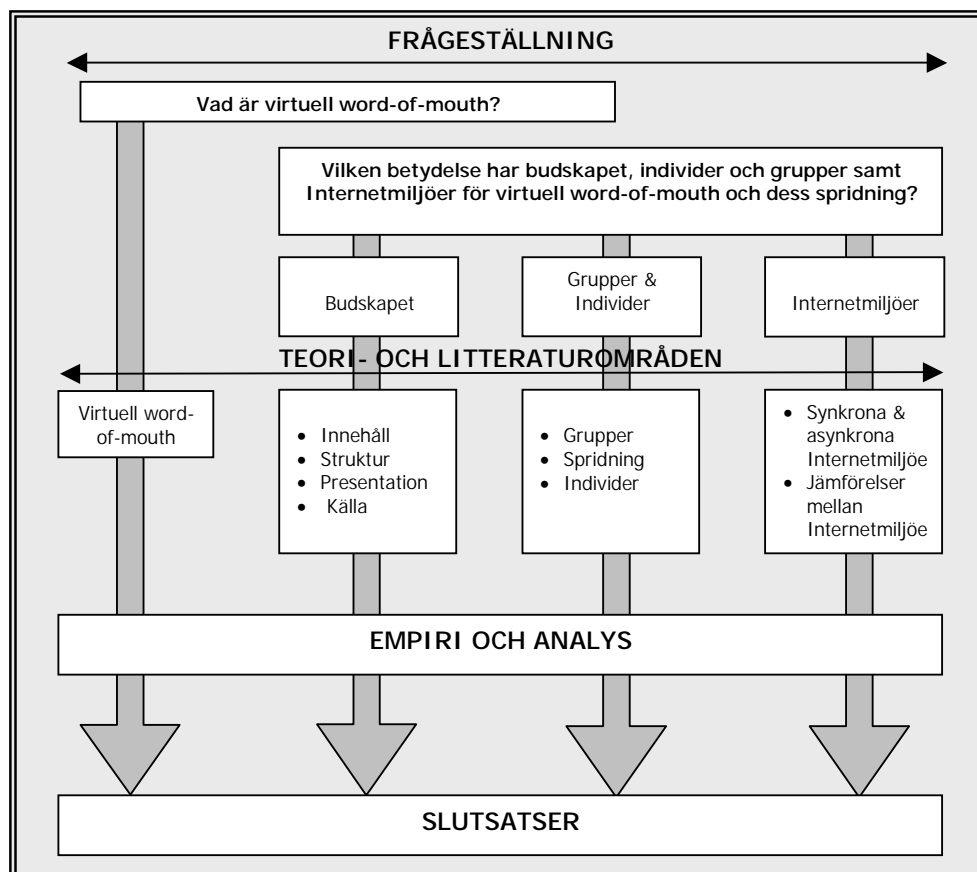 FRÅGESTÄLLNING
Vad är virtuell word-of-mouth?
Vilken betydelse har budskapet, individer och grupper samt
Internetmiljöer för virtuell word-of-mouth och dess spridning?
Budskapet
Grupper &
Individer
Internetmiljöer
TEORI- OCH LITTERATUROMRÅDEN
Virtuell word-
of-mouth
• Innehåll
• Struktur
• Presentation
• Källa
• Grupper
• Spridning
• Individer
• Synkrona &
asynkrona
Internetmiljöe
• Jämförelser
mellan
Internetmiljöe
EMPIRI OCH ANALYS
SLUTSATSER